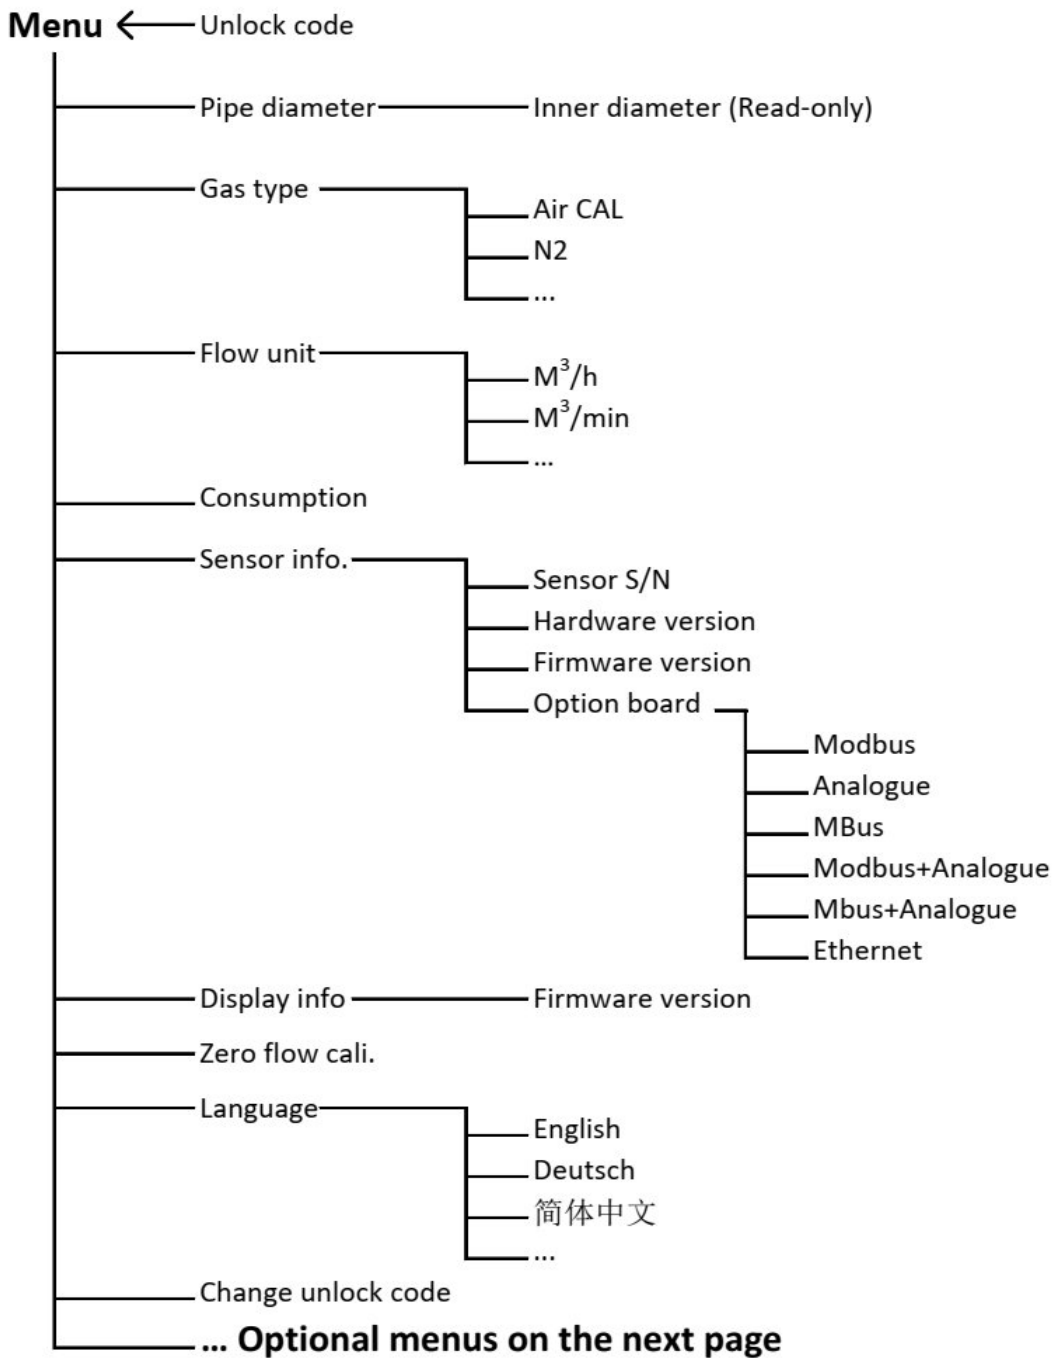 Menu Unlock code
Pipe diameter Inner diameter (Read-only)
Gas type
Air CAL
N2
...
Flow unit
M³/h
M³/min
...
Consumption
Sensor info.
Sensor S/N
Hardware version
Firmware version
Option board
Modbus
Analogue
MBus
Modbus+Analogue
Mbus+Analogue
Ethernet
Display info Firmware version
Zero flow cali.
Language
English
Deutsch
简体中文
...
Change unlock code
... Optional menus on the next page